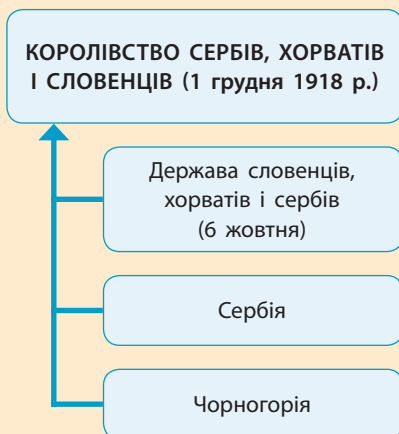 КОРОЛІВСТВО СЕРБІВ, ХОРВАТІВ
І СЛОВЕНЦІВ (1 грудня 1918 р.)
Держава словенців,
хорватів і сербів
(6 жовтня)
Сербія
Чорногорія